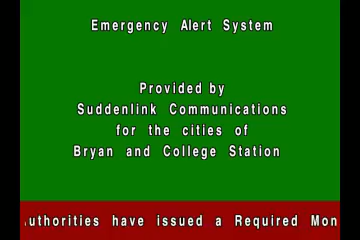 Emergency Alert System
Provided by
Suddenlink Communications
for the cities of
Bryan and College Station
uthorities have issued a Required Mon